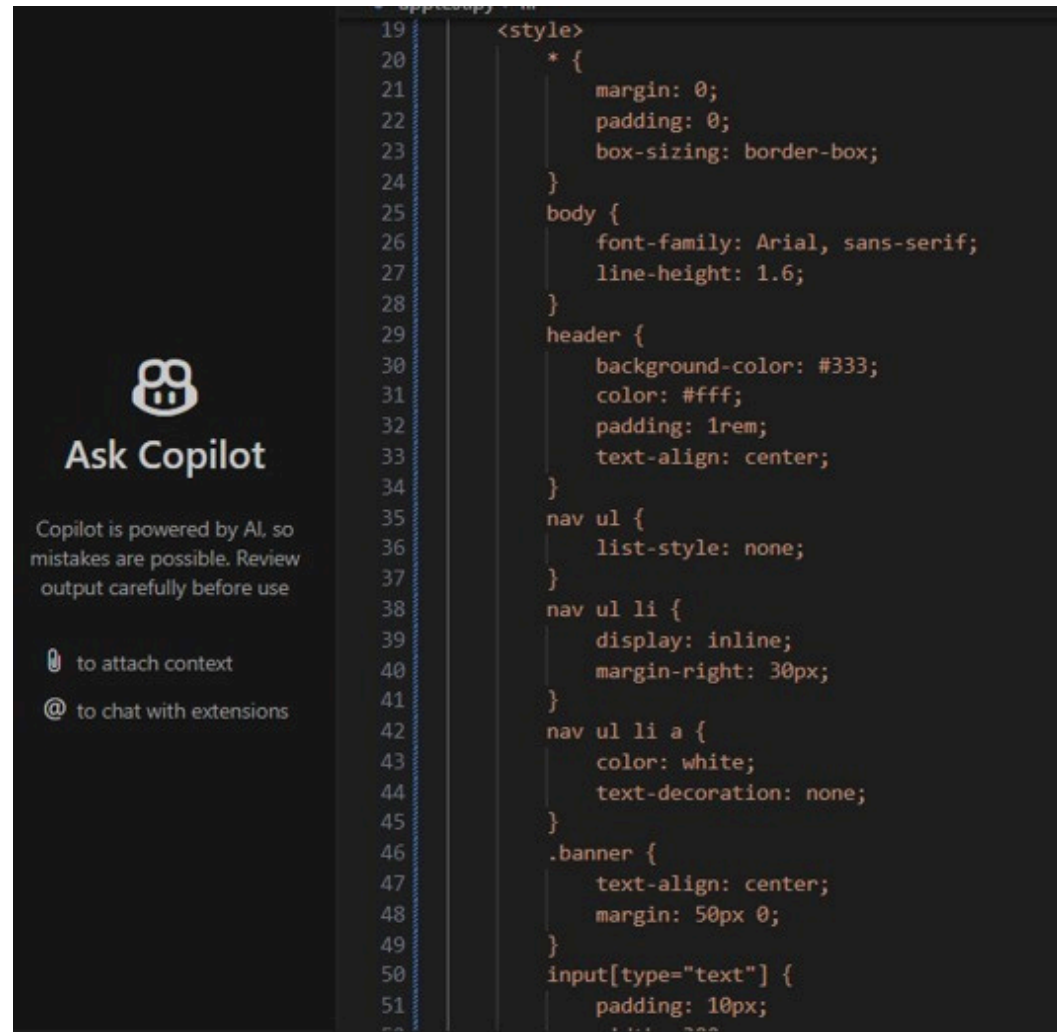 Ask Copilot
Copilot is powered by AI, so
mistakes are possible. Review
output carefully before use
to attach context
@ to chat with extensions
19 <style>
20 * {
21 margin: 0;
22 padding: 0;
23 box-sizing: border-box;
24 }
25 body {
26 font-family: Arial, sans-serif;
27 line-height: 1.6;
28 }
29 header {
30 background-color: #333;
31 color: #fff;
32 padding: 1rem;
33 text-align: center;
34 }
35 nav ul {
36 list-style: none;
37 }
38 nav ul li {
39 display: inline;
40 margin-right: 30px;
41 }
42 nav ul li a {
43 color: white;
44 text-decoration: none;
45 }
46 .banner {
47 text-align: center;
48 margin: 50px 0;
49 }
50 input[type="text"] {
51 padding: 10px;